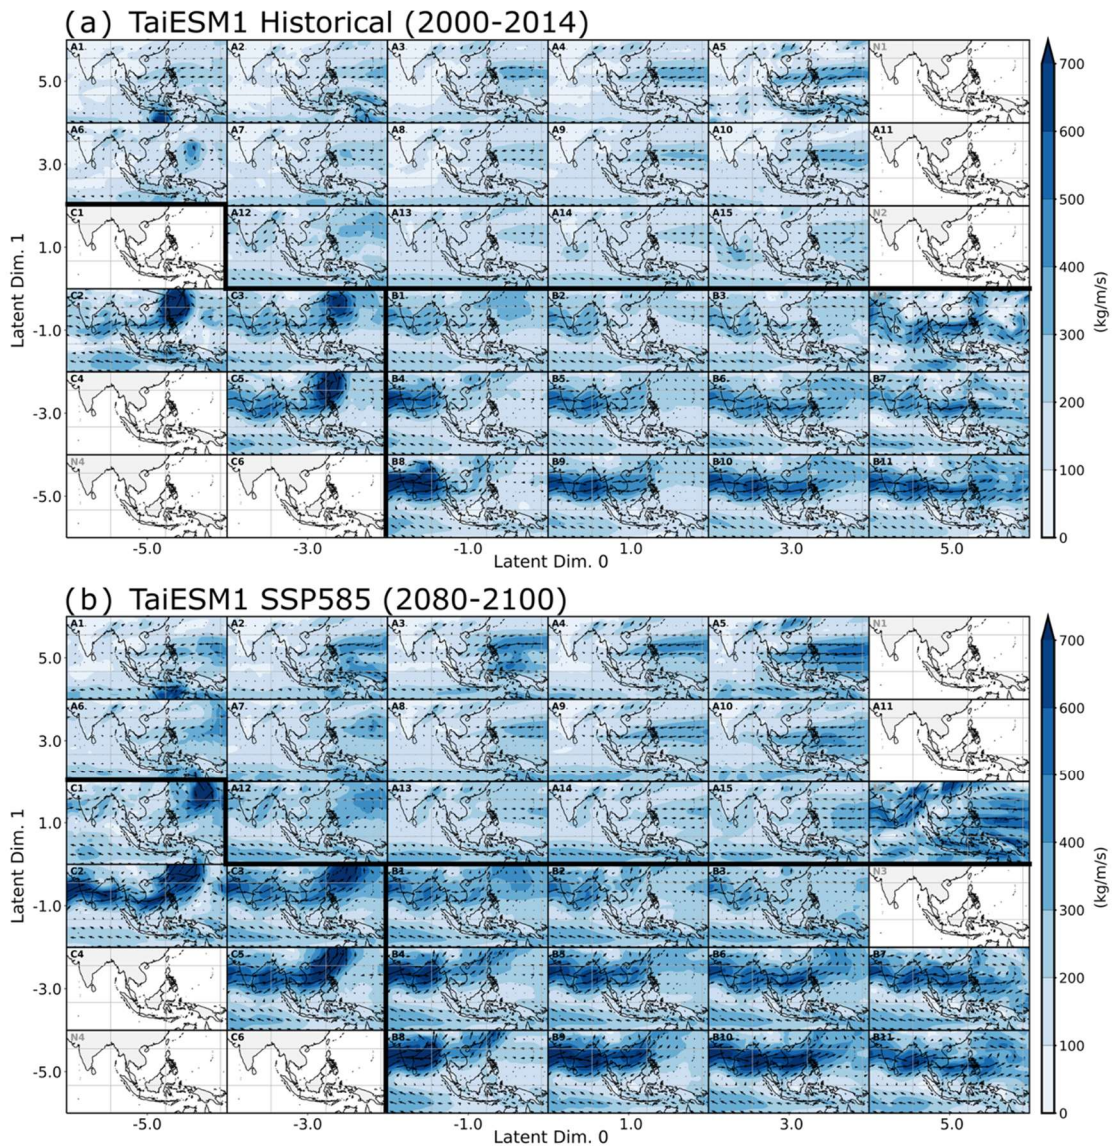 (a) TaiESM1 Historical (2000-2014)
A1 A2 A3 A4 A5 N1
A6 A7 A8 A9 A10 A11
C1 A12 A13 A14 A15 N2
C2 C3 B1 B2 B3
C4 C5 B4 B5 B6 B7
N4 C6 B8 B9 B10 B11
5.0
3.0
1.0
-1.0
-3.0
-5.0
Latent Dim. 1
-5.0 -3.0 -1.0 1.0 3.0 5.0
Latent Dim. 0
700
600
500
400
300
200
100
0
(kg/m/s)
(b) TaiESM1 SSP585 (2080-2100)
A1 A2 A3 A4 A5 N1
A6 A7 A8 A9 A10 A11
C1 A12 A13 A14 A15
C2 C3 B1 B2 B3 N3
C4 C5 B4 B5 B6 B7
N4 C6 B8 B9 B10 B11
5.0
3.0
1.0
-1.0
-3.0
-5.0
Latent Dim. 1
-5.0 -3.0 -1.0 1.0 3.0 5.0
Latent Dim. 0
700
600
500
400
300
200
100
0
(kg/m/s)